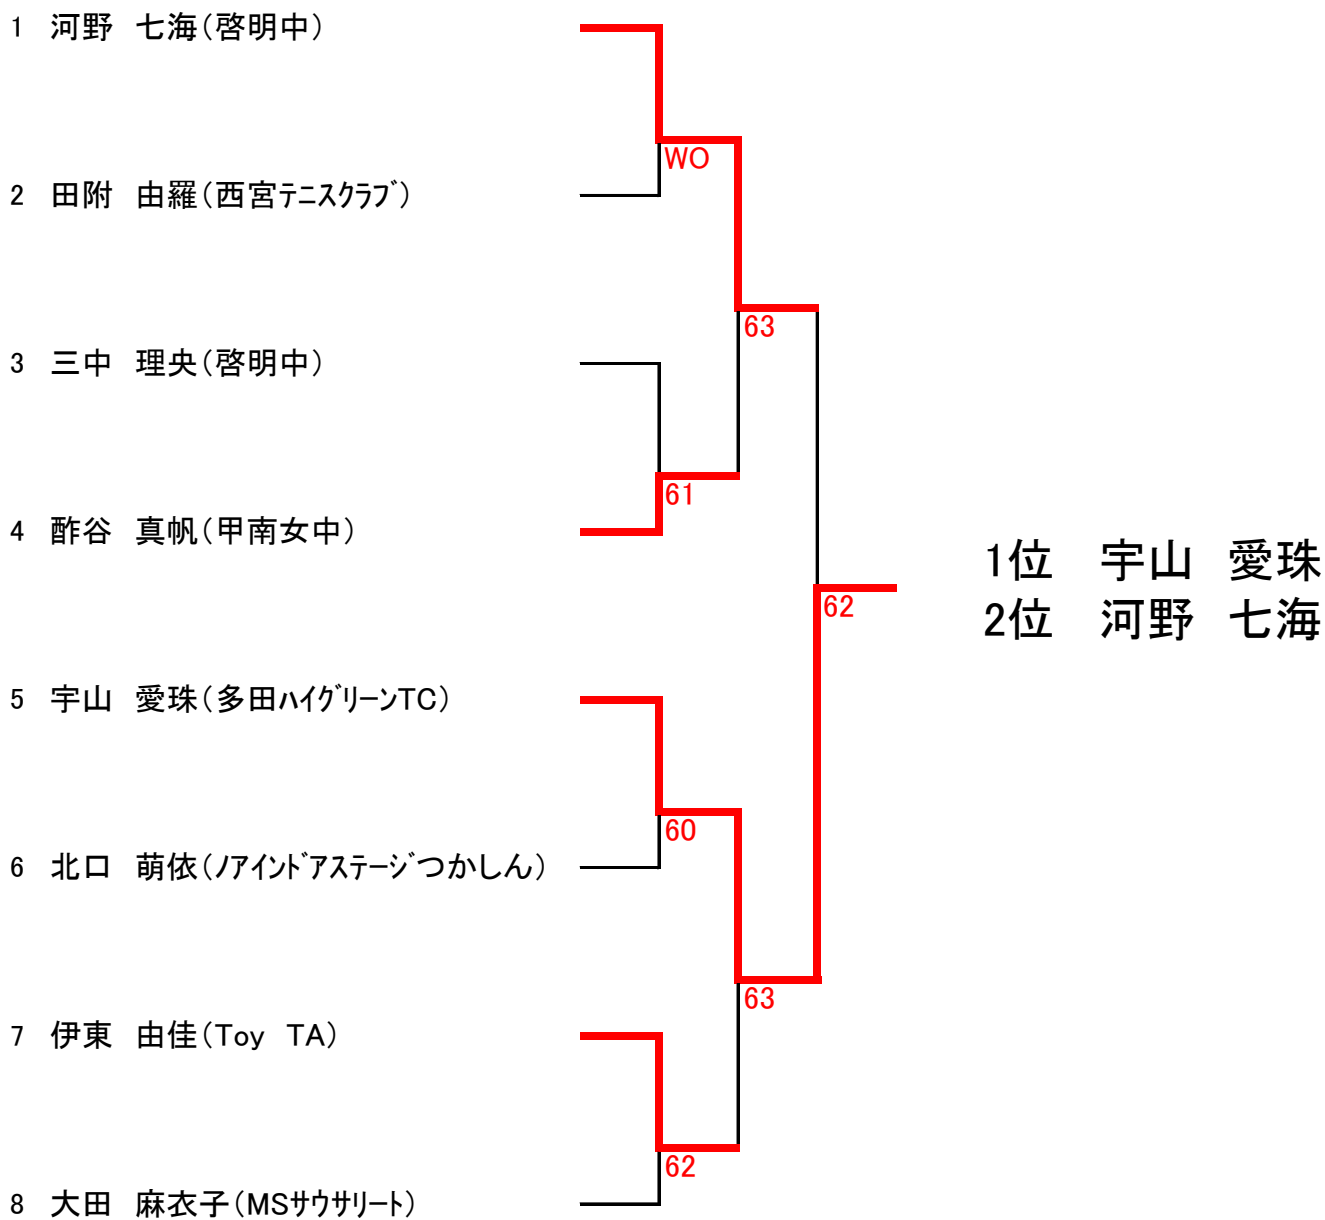 1 河野 七海(啓明中)
WO
2 田附 由羅(西宮テニスクラブ)
63
3 三中 理央(啓明中)
61
4 酢谷 真帆(甲南女中)
1位 宇山 愛珠
62
2位 河野 七海
5 宇山 愛珠(多田ハイグリーンTC)
60
6 北口 萌依(ノアインドアステージつかしん)
63
7 伊東 由佳(Toy TA)
62
8 大田 麻衣子(MSサウサリート)